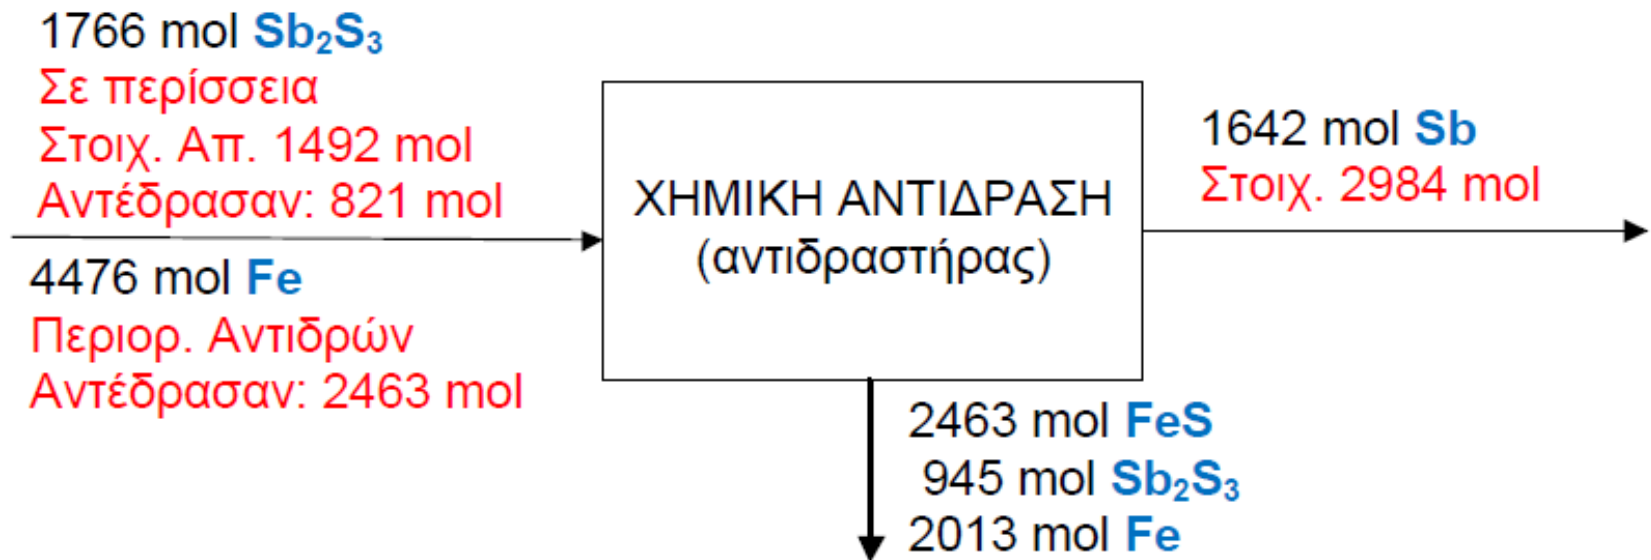 1766 mol Sb₂S₃
Σε περίσσεια
Στοιχ. Απ. 1492 mol
Αντέδρασαν: 821 mol
4476 mol Fe
Περιορ. Αντιδρών
Αντέδρασαν: 2463 mol
ΧΗΜΙΚΗ ΑΝΤΙΔΡΑΣΗ
(αντιδραστήρας)
1642 mol Sb
Στοιχ. 2984 mol
2463 mol FeS
945 mol Sb₂S₃
2013 mol Fe